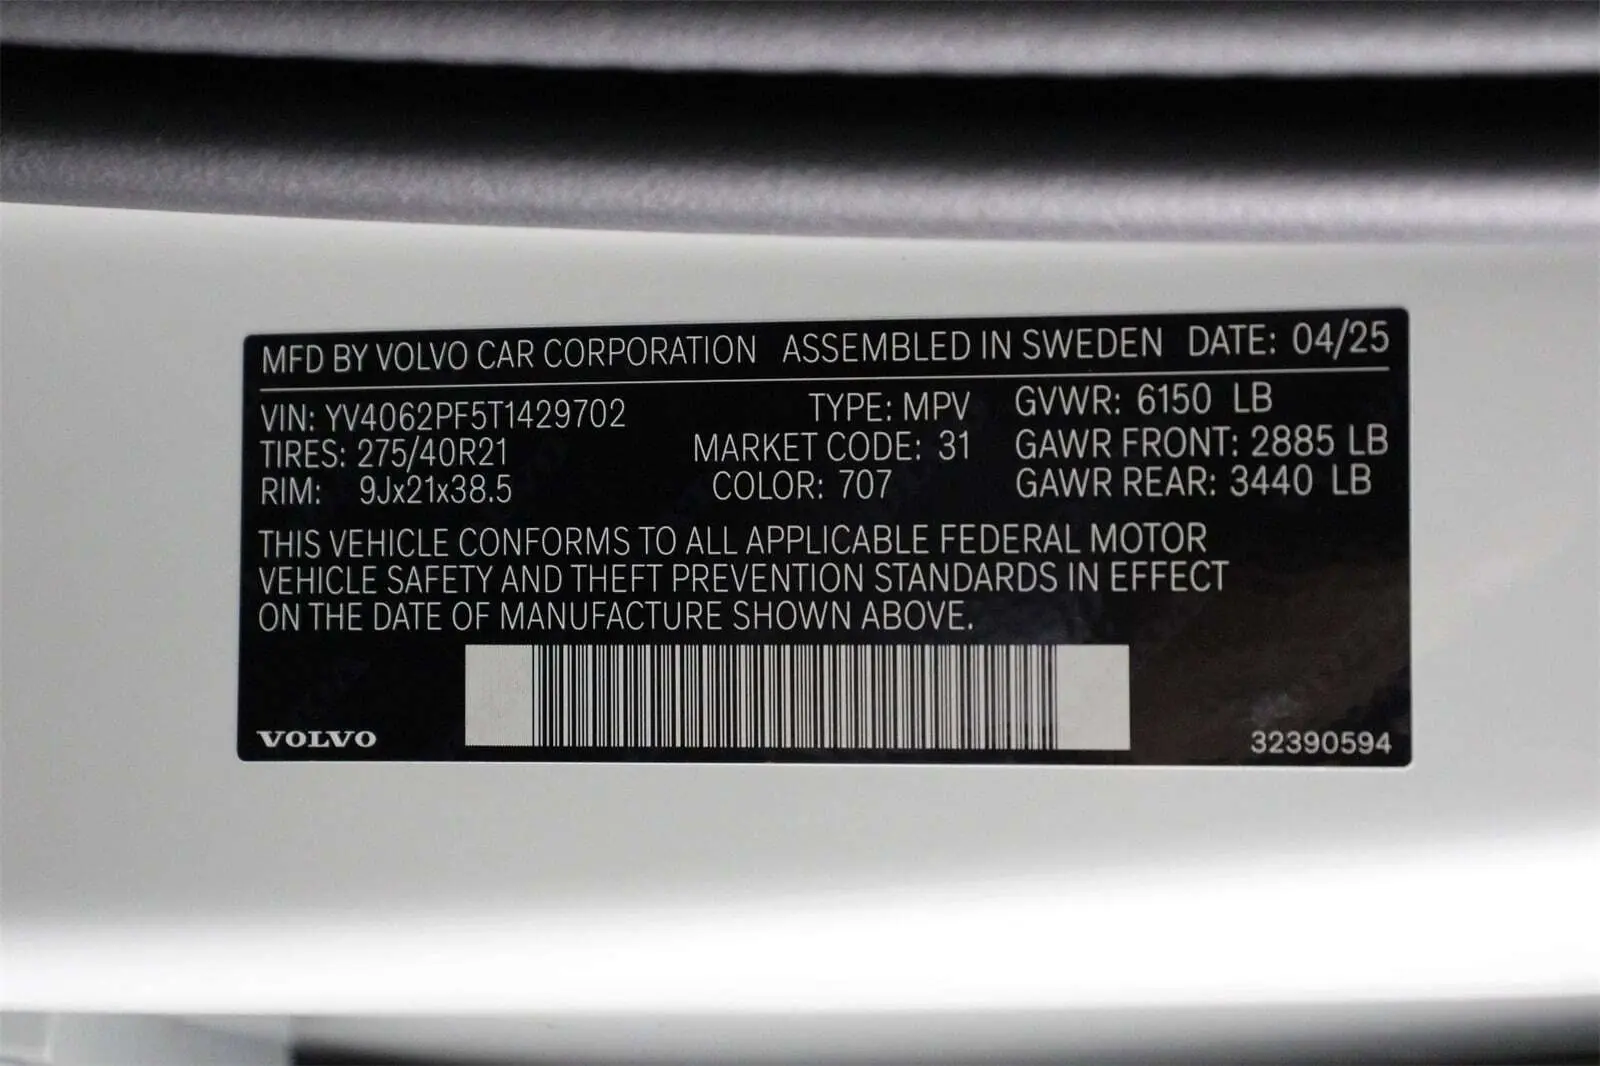 MFD BY VOLVO CAR CORPORATION ASSEMBLED IN SWEDEN DATE: 04/25
VIN: YV4062PF5T1429702 TYPE: MPV GVWR: 6150 LB
TIRES: 275/40R21 MARKET CODE: 31 GAWR FRONT: 2885 LB
RIM: 9Jx21x38.5 COLOR: 707 GAWR REAR: 3440 LB
THIS VEHICLE CONFORMS TO ALL APPLICABLE FEDERAL MOTOR
VEHICLE SAFETY AND THEFT PREVENTION STANDARDS IN EFFECT
ON THE DATE OF MANUFACTURE SHOWN ABOVE.
VOLVO 32390594